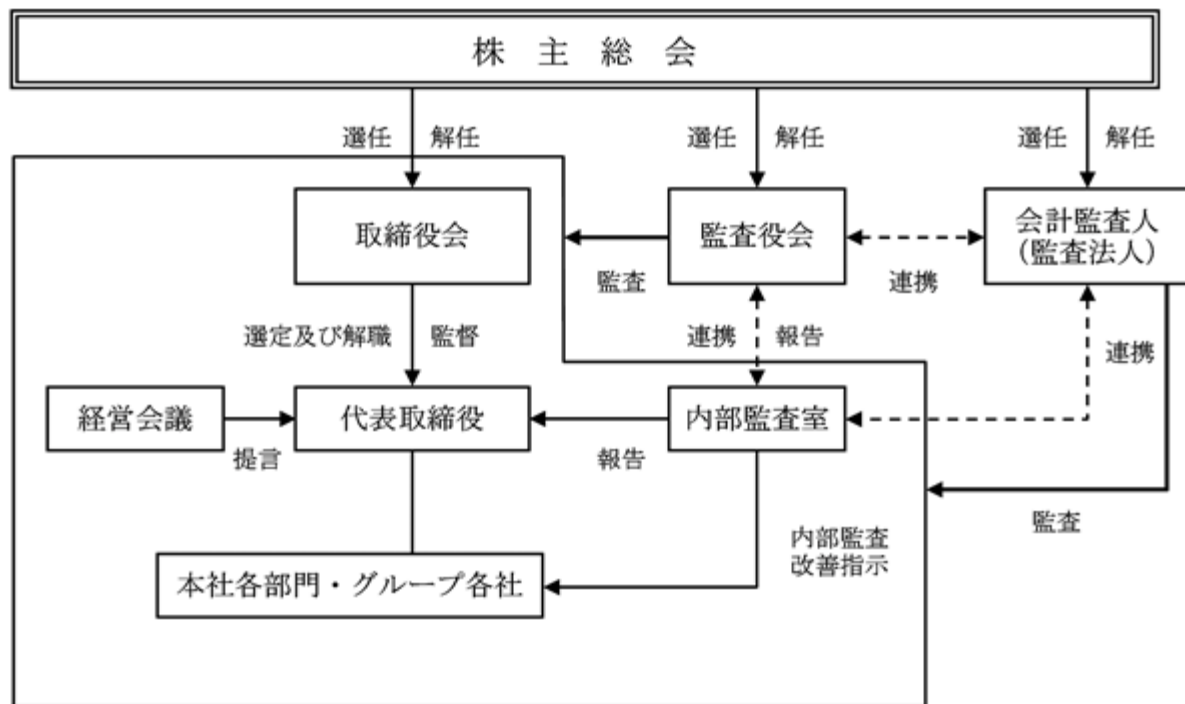 株主総会
選任 解任
選任 解任
選任 解任
取締役会
監査役会
会計監査人
（監査法人）
監査
連携
選定及び解職 監督
連携 報告
連携
経営会議
代表取締役
内部監査室
提言
報告
監査
内部監査
改善指示
本社各部門・グループ各社